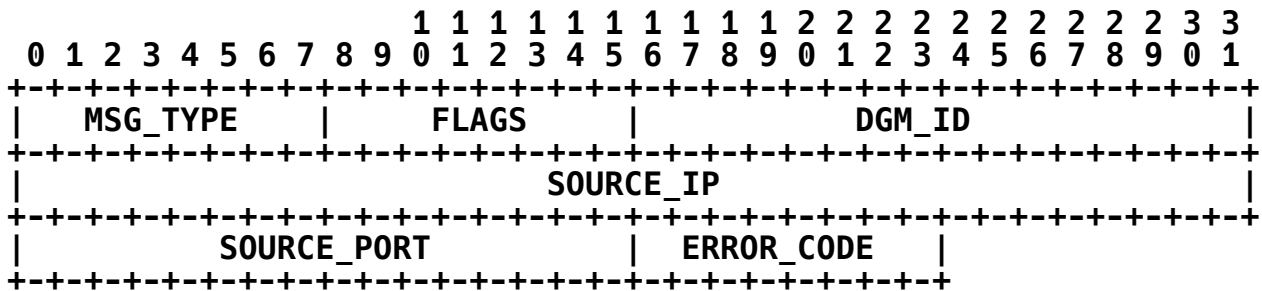 1 1 1 1 1 1 1 1 1 1 2 2 2 2 2 2 2 2 2 2 3 3
 0 1 2 3 4 5 6 7 8 9 0 1 2 3 4 5 6 7 8 9 0 1 2 3 4 5 6 7 8 9 0 1
+-+-+-+-+-+-+-+-+-+-+-+-+-+-+-+-+-+-+-+-+-+-+-+-+-+-+-+-+-+-+-+-+
|   MSG_TYPE    |     FLAGS     |           DGM_ID              |
+-+-+-+-+-+-+-+-+-+-+-+-+-+-+-+-+-+-+-+-+-+-+-+-+-+-+-+-+-+-+-+-+
|                           SOURCE_IP                           |
+-+-+-+-+-+-+-+-+-+-+-+-+-+-+-+-+-+-+-+-+-+-+-+-+-+-+-+-+-+-+-+-+
|          SOURCE_PORT          |  ERROR_CODE   |
+-+-+-+-+-+-+-+-+-+-+-+-+-+-+-+-+-+-+-+-+-+-+-+-+